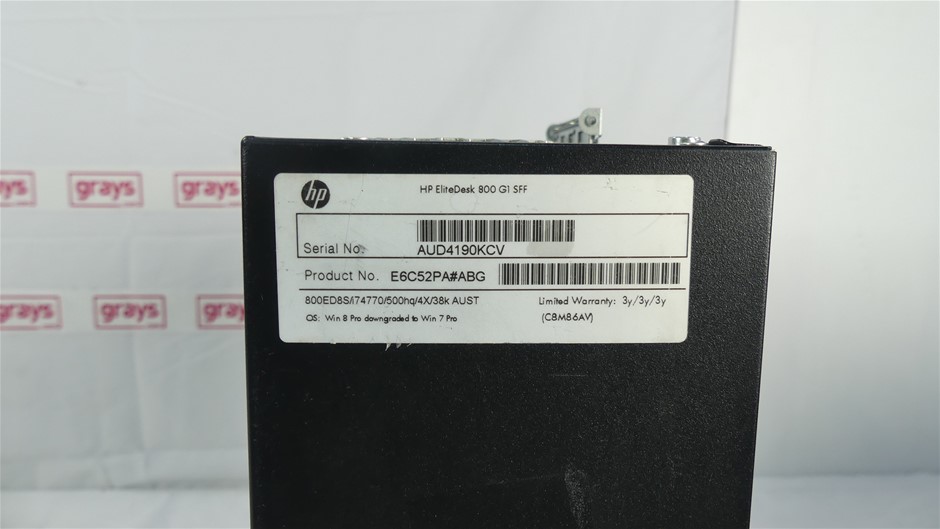 hp
HP EliteDesk 800 G1 SFF
Serial No.
AUD4190KCV
Product No. E6C52PA#ABG
800ED8S/i74770/500hq/4X/38k AUST
Limited Warranty: 3y/3y/3y
OS: Win 8 Pro downgraded to Win 7 Pro
(C8M86AV)
grays
grays
grays
grays
grays
grays